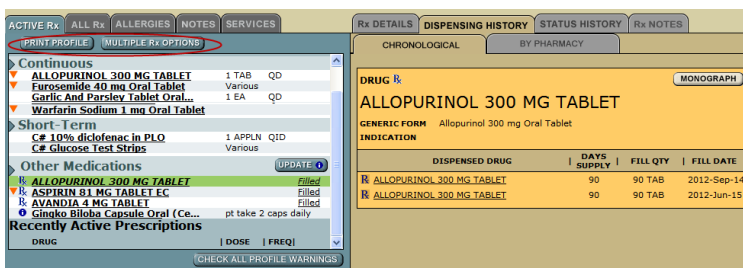 ACTIVE Rx ALL Rx ALLERGIES NOTES SERVICES
PRINT PROFILE MULTIPLE Rx OPTIONS
Continuous
ALLOPURINOL 300 MG TABLET 1 TAB QD
Furosemide 40 mg Oral Tablet Various
Garlic And Parsley Tablet Oral... 1 EA QD
Warfarin Sodium 1 mg Oral Tablet
Short-Term
C# 10% diclofenac in PLO 1 APPLN QID
C# Glucose Test Strips Various
Other Medications UPDATE
ALLOPURINOL 300 MG TABLET Filled
ASPIRIN 81 MG TABLET EC Filled
AVANDIA 4 MG TABLET Filled
Gingko Biloba Capsule Oral (Ce... pt take 2 caps daily
Recently Active Prescriptions
DRUG | DOSE | FREQ|
CHECK ALL PROFILE WARNINGS
Rx DETAILS DISPENSING HISTORY STATUS HISTORY Rx NOTES
CHRONOLOGICAL BY PHARMACY
DRUG ℞ MONOGRAPH
ALLOPURINOL 300 MG TABLET
GENERIC FORM Allopurinol 300 mg Oral Tablet
INDICATION
DISPENSED DRUG | DAYS SUPPLY | FILL QTY | FILL DATE
℞ ALLOPURINOL 300 MG TABLET 90 90 TAB 2012-Sep-14
℞ ALLOPURINOL 300 MG TABLET 90 90 TAB 2012-Jun-15